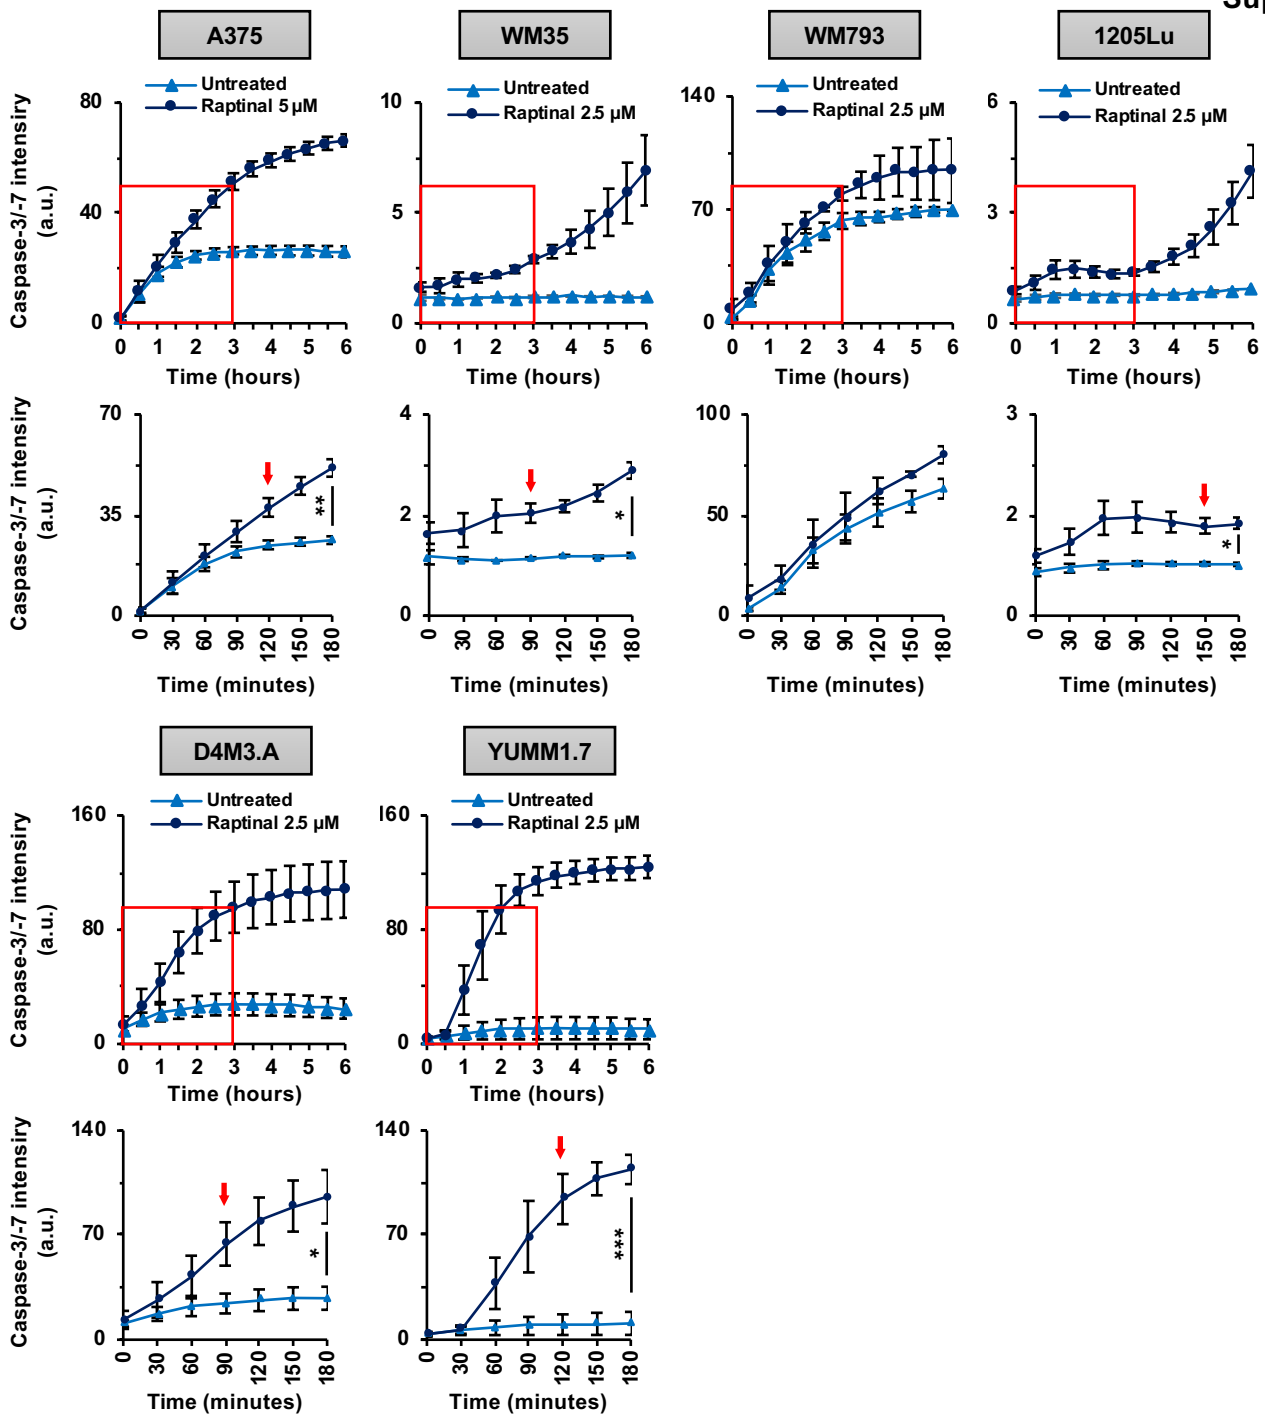 Sup
A375
WM35
WM793
1205Lu
Untreated
Raptinal 5 µM
Untreated
Raptinal 2.5 µM
Untreated
Raptinal 2.5 µM
Untreated
Raptinal 2.5 µM
Caspase-3/-7 intensiry
(a.u.)
80
40
0
0 1 2 3 4 5 6
Time (hours)
10
5
0
0 1 2 3 4 5 6
Time (hours)
140
70
0
0 1 2 3 4 5 6
Time (hours)
6
3
0
0 1 2 3 4 5 6
Time (hours)
Caspase-3/-7 intensiry
(a.u.)
70
35
0
**
0 30 60 90 120 150 180
Time (minutes)
4
2
0
*
0 30 60 90 120 150 180
Time (minutes)
100
50
0
0 30 60 90 120 150 180
Time (minutes)
3
2
0
*
0 30 60 90 120 150 180
Time (minutes)
D4M3.A
YUMM1.7
Untreated
Raptinal 2.5 µM
Untreated
Raptinal 2.5 µM
Caspase-3/-7 intensiry
(a.u.)
160
80
0
0 1 2 3 4 5 6
Time (hours)
160
80
0
0 1 2 3 4 5 6
Time (hours)
Caspase-3/-7 intensiry
(a.u.)
140
70
0
*
0 30 60 90 120 150 180
Time (minutes)
140
70
0
***
0 30 60 90 120 150 180
Time (minutes)